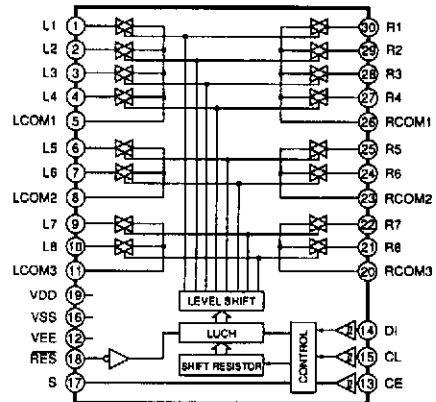 L1 1 30 R1
L2 2 29 R2
L3 3 28 R3
L4 4 27 R4
LCOM1 5 26 RCOM1
L5 6 25 R5
L6 7 24 R6
LCOM2 8 23 RCOM2
L7 9 22 R7
L8 10 21 R8
LCOM3 11 20 RCOM3
VDD 19 LEVEL SHIFT
VSS 16
VEE 12 LUCH 14 DI
RES 18 SHIFT RESISTOR CONTROL 15 CL
S 17 13 CE